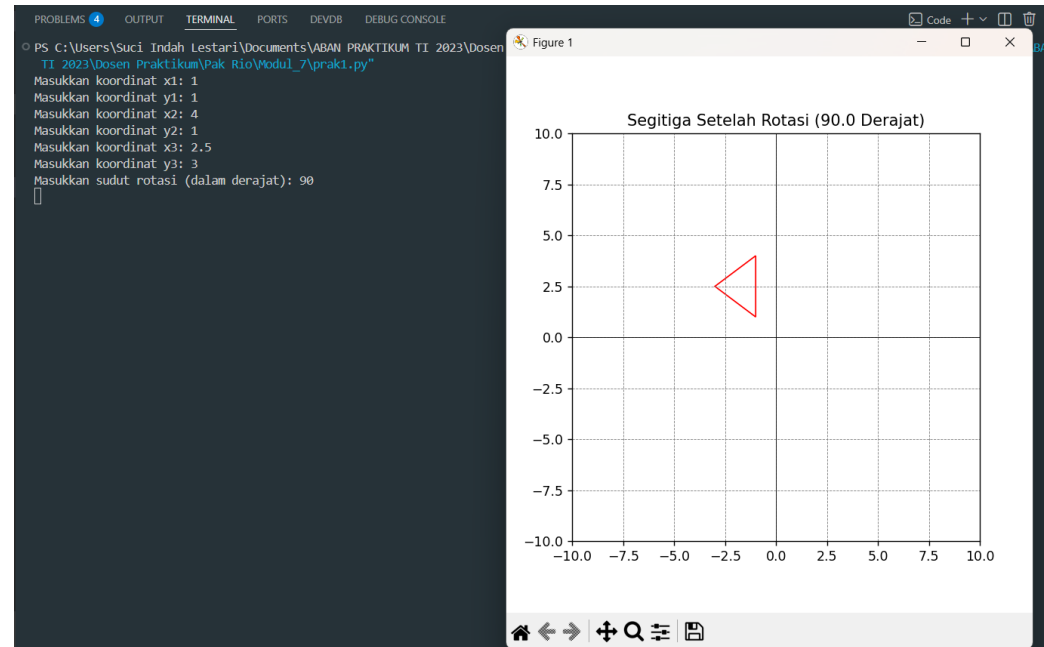 PROBLEMS 4 OUTPUT TERMINAL PORTS DEVDB DEBUG CONSOLE Code
PS C:\Users\Suci Indah Lestari\Documents\ABAN PRAKTIKUM TI 2023\Dosen
TI 2023\Dosen Praktikum\Pak Rio\Modul_7\prak1.py"
Masukkan koordinat x1: 1
Masukkan koordinat y1: 1
Masukkan koordinat x2: 4
Masukkan koordinat y2: 1
Masukkan koordinat x3: 2.5
Masukkan koordinat y3: 3
Masukkan sudut rotasi (dalam derajat): 90
Figure 1
Segitiga Setelah Rotasi (90.0 Derajat)
10.0
7.5
5.0
2.5
0.0
−2.5
−5.0
−7.5
−10.0
−10.0 −7.5 −5.0 −2.5 0.0 2.5 5.0 7.5 10.0